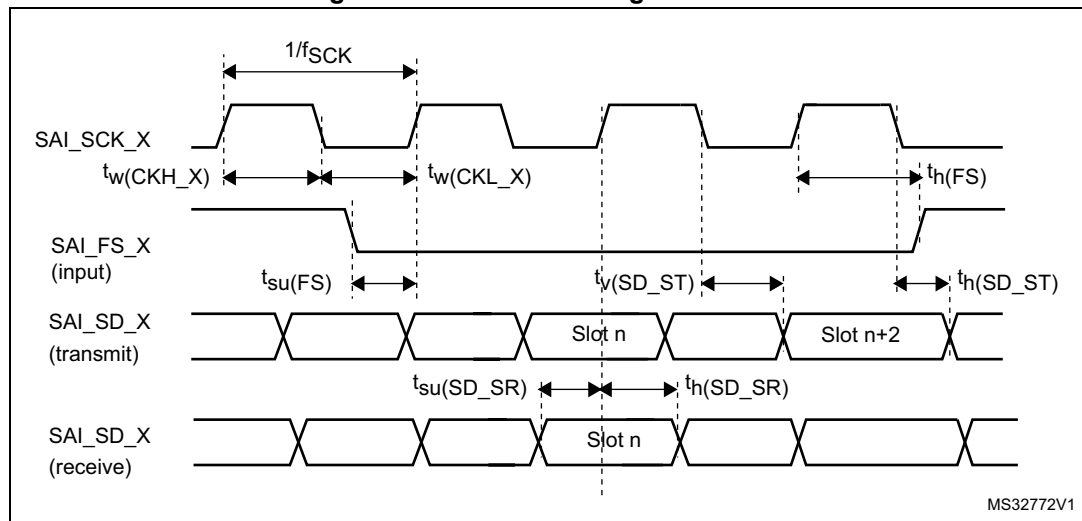 1/fSCK
SAI_SCK_X
tw(CKH_X)
tw(CKL_X)
th(FS)
SAI_FS_X
(input)
tsu(FS)
tv(SD_ST)
th(SD_ST)
SAI_SD_X
(transmit)
Slot n
Slot n+2
tsu(SD_SR)
th(SD_SR)
SAI_SD_X
(receive)
Slot n
MS32772V1